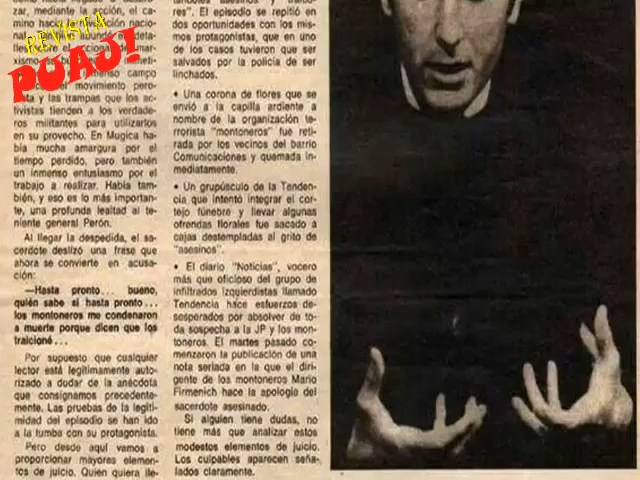 REVISTA
PUAJ!
zar, mediante la acción, el ca-
mino hacia
nal.
abundó en deta-
lles
xismo
campo
el movimiento pero-
nista y las trampas que los ac-
tivistas tienden a los verdade-
ros militantes para utilizarlos
en su provecho. En Mugica ha-
bía mucha amargura por el
tiempo perdido, pero también
un inmenso entusiasmo por el
trabajo a realizar. Había tam-
bién, y eso es lo más importan-
te, una profunda lealtad al te-
niente general Perón.
Al llegar la despedida, el sa-
cerdote deslizó una frase que
ahora se convierte en acusa-
ción:
—Hasta pronto... bueno,
quién sabe si hasta pronto...
los montoneros me condenaron
a muerte porque dicen que los
traicioné...
Por supuesto que cualquier
lector está legítimamente auto-
rizado a dudar de la anécdota
que consignamos precedente-
mente. Las pruebas de la legiti-
midad del episodio se han ido
a la tumba con su protagonista.
Pero desde aquí vamos a
proporcionar mayores elemen-
tos de juicio. Quien quiera lle-
res". El episodio se repitió en
dos oportunidades con los mis-
mos protagonistas, que en uno
de los casos tuvieron que ser
salvados por la policía de ser
linchados.
• Una corona de flores que se
envió a la capilla ardiente a
nombre de la organización te-
rrorista "montoneros" fue reti-
rada por los vecinos del barrio
Comunicaciones y quemada in-
mediatamente.
• Un grupúsculo de la Tenden-
cia que intentó integrar el cor-
tejo fúnebre y llevar algunas
ofrendas florales fue sacado a
cajas destempladas al grito de
"asesinos".
• El diario "Noticias", vocero
más que oficioso del grupo de
infiltrados izquierdistas llamado
Tendencia hace esfuerzos de-
sesperados por absolver de to-
da sospecha a la JP y los mon-
toneros. El martes pasado co-
menzaron la publicación de una
nota seriada en la que el diri-
gente de los montoneros Mario
Firmenich hace la apología del
sacerdote asesinado.
Si alguien tiene dudas, no
tiene más que analizar estos
modestos elementos de juicio.
Los culpables aparecen seña-
lados claramente.